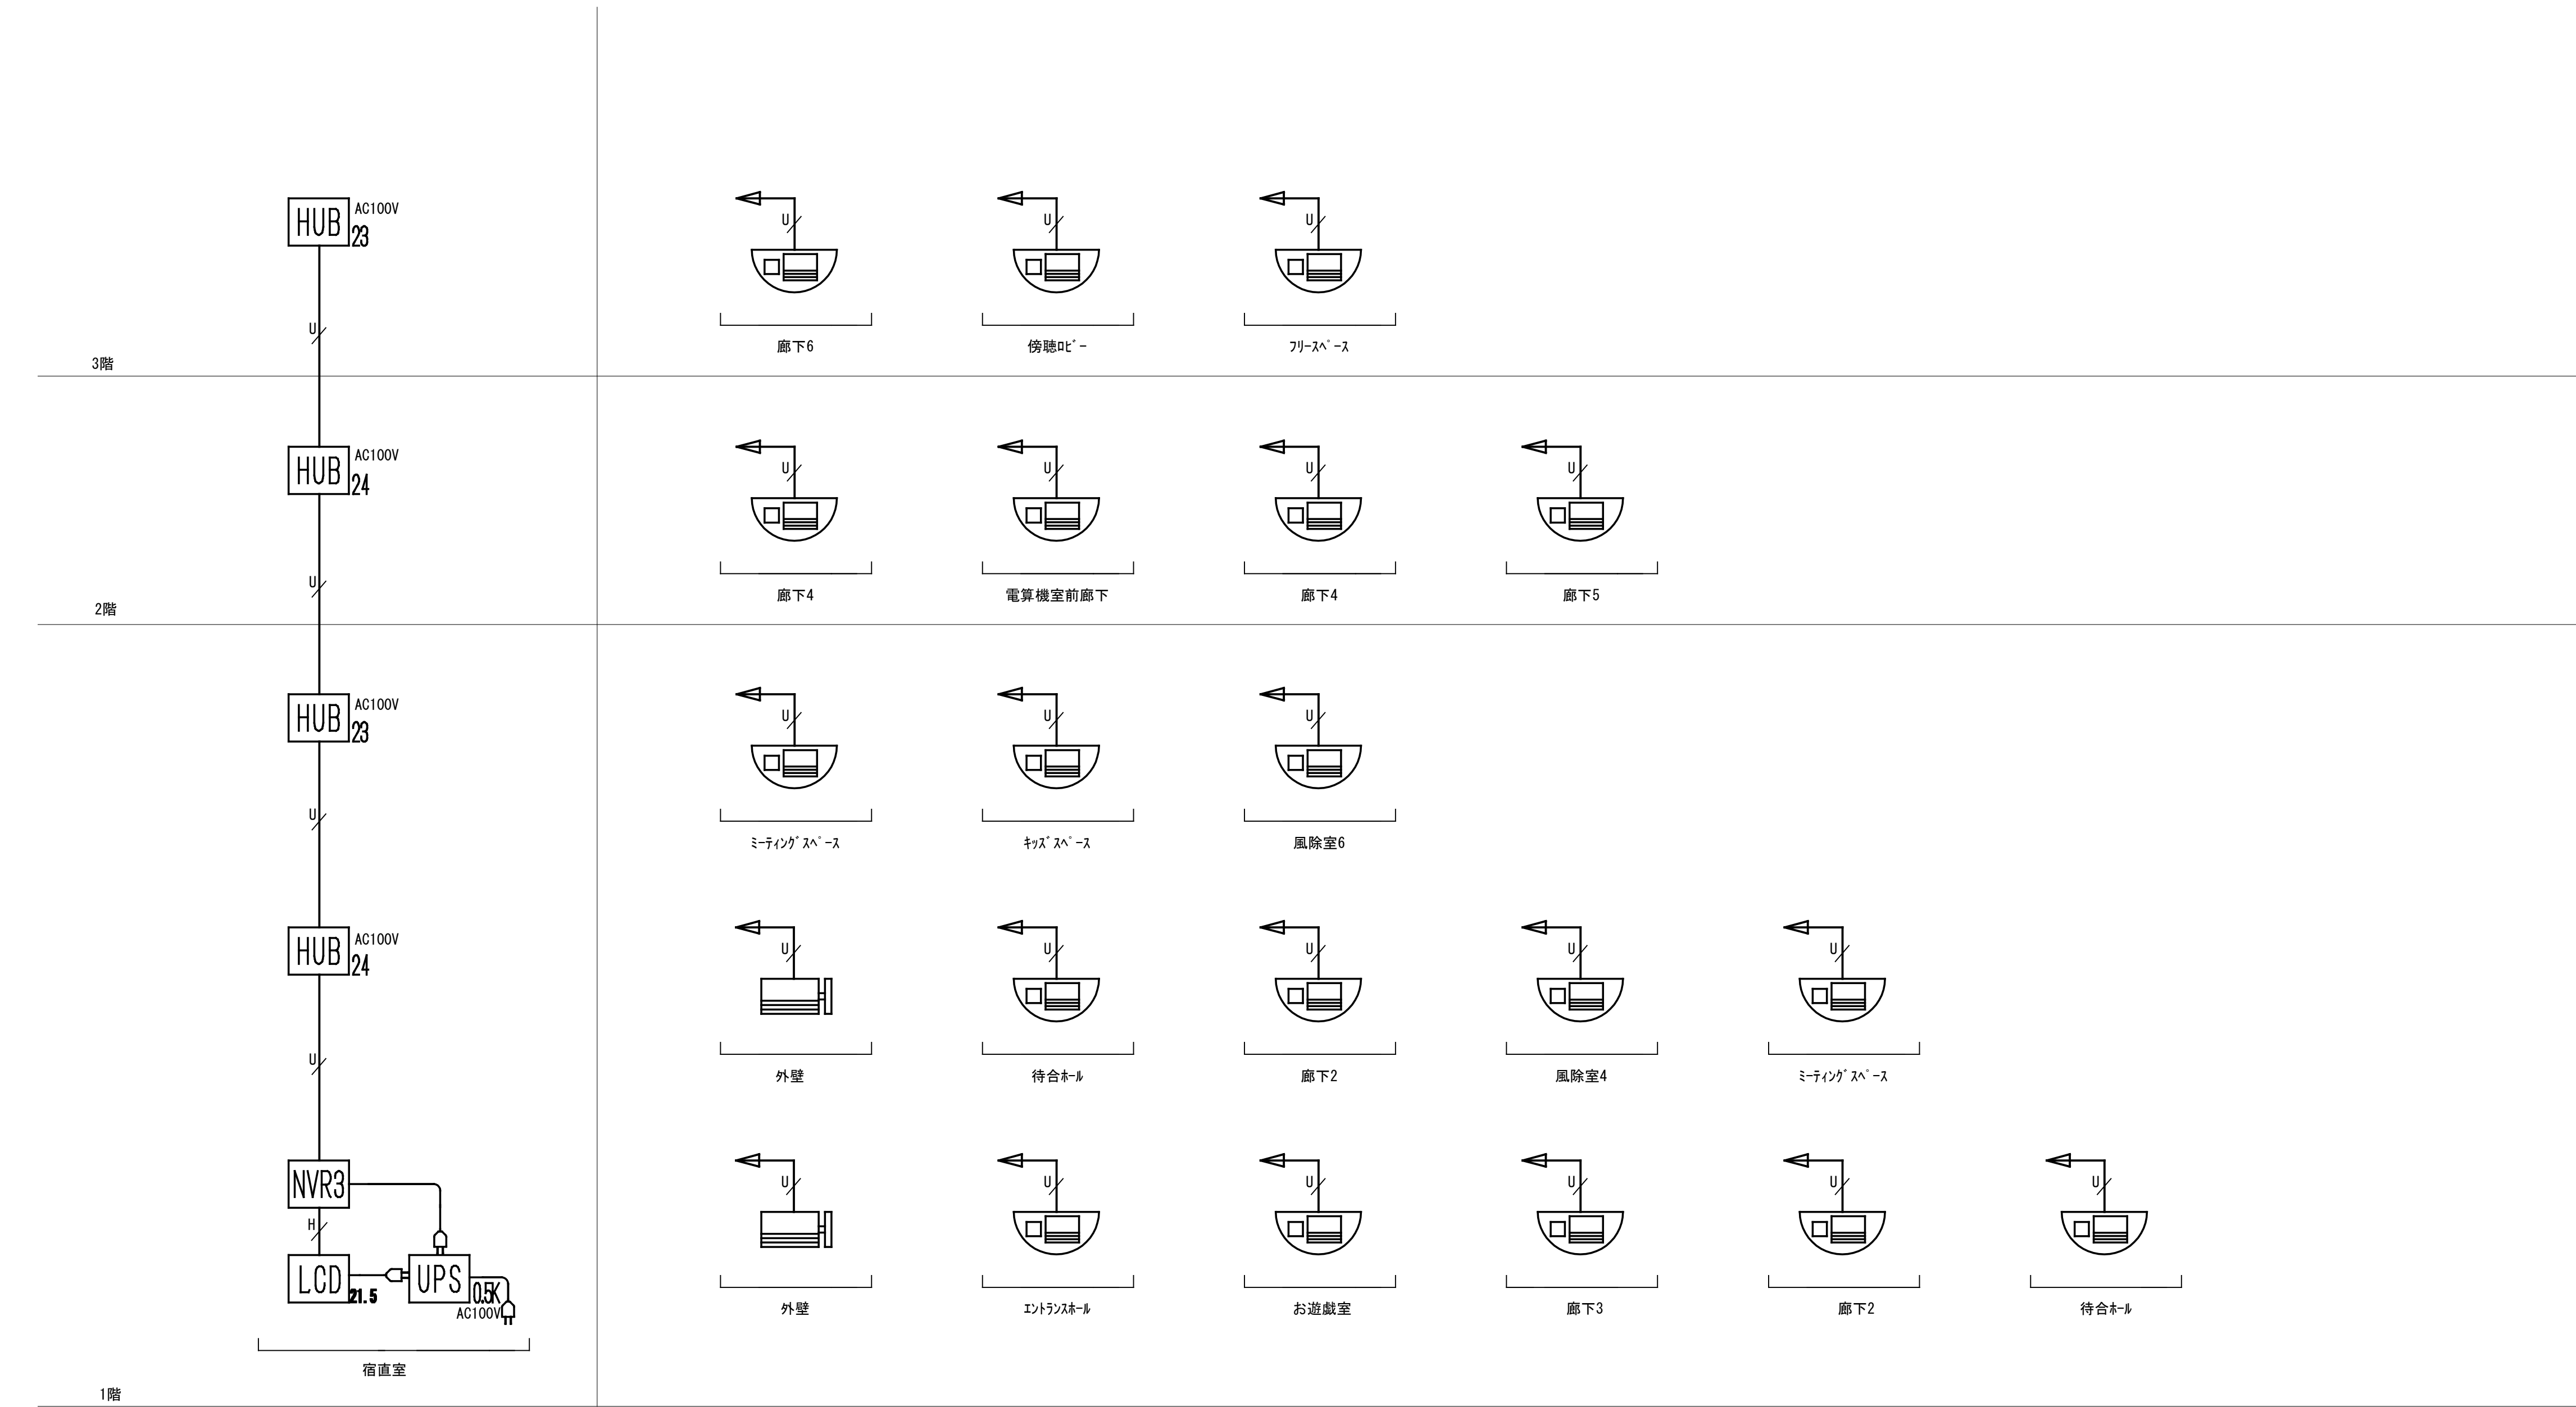 HUB
AC100V
23
U
U
U
U
廊下6
傍聴ﾛﾋﾞｰ
ﾌﾘｰｽﾍﾟｰｽ
3階
HUB
AC100V
24
U
U
U
U
U
廊下4
電算機室前廊下
廊下4
廊下5
2階
HUB
AC100V
23
U
U
U
U
ﾐｰﾃｨﾝｸﾞｽﾍﾟｰｽ
ｷｯｽﾞｽﾍﾟｰｽ
風除室6
HUB
AC100V
24
U
U
U
U
U
U
外壁
待合ﾎｰﾙ
廊下2
風除室4
ﾐｰﾃｨﾝｸﾞｽﾍﾟｰｽ
NVR3
H
LCD
21.5
UPS
0.5K
AC100V
U
U
U
U
U
U
外壁
ｴﾝﾄﾗﾝｽﾎｰﾙ
お遊戯室
廊下3
廊下2
待合ﾎｰﾙ
宿直室
1階